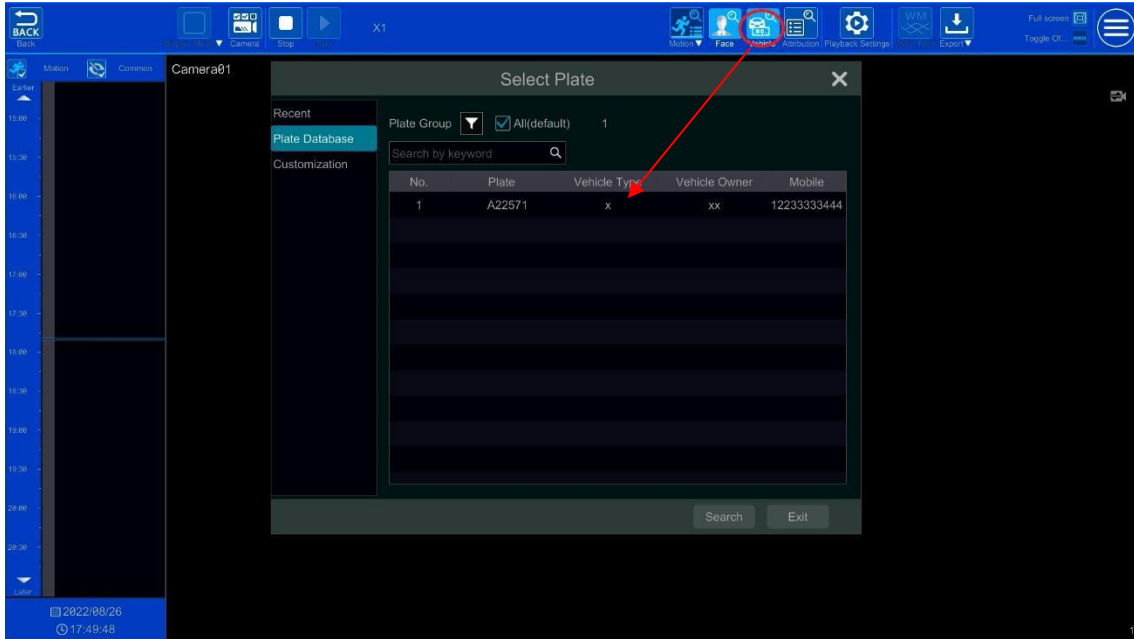 BACK
Back
Camera
Stop
X1
Motion
Face
Vehicle
Attribution
Playback Settings
WM
Export
Full screen
Toggle Of...
Motion
Common
Earlier
15:00
15:30
16:00
16:30
17:00
17:30
18:00
18:30
19:00
19:30
20:00
20:30
Later
2022/08/26
17:49:48
Camera01
Select Plate
Recent
Plate Database
Customization
Plate Group
All(default)
1
Search by keyword
No. Plate Vehicle Type Vehicle Owner Mobile
1 A22571 x xx 12233333444
Search
Exit